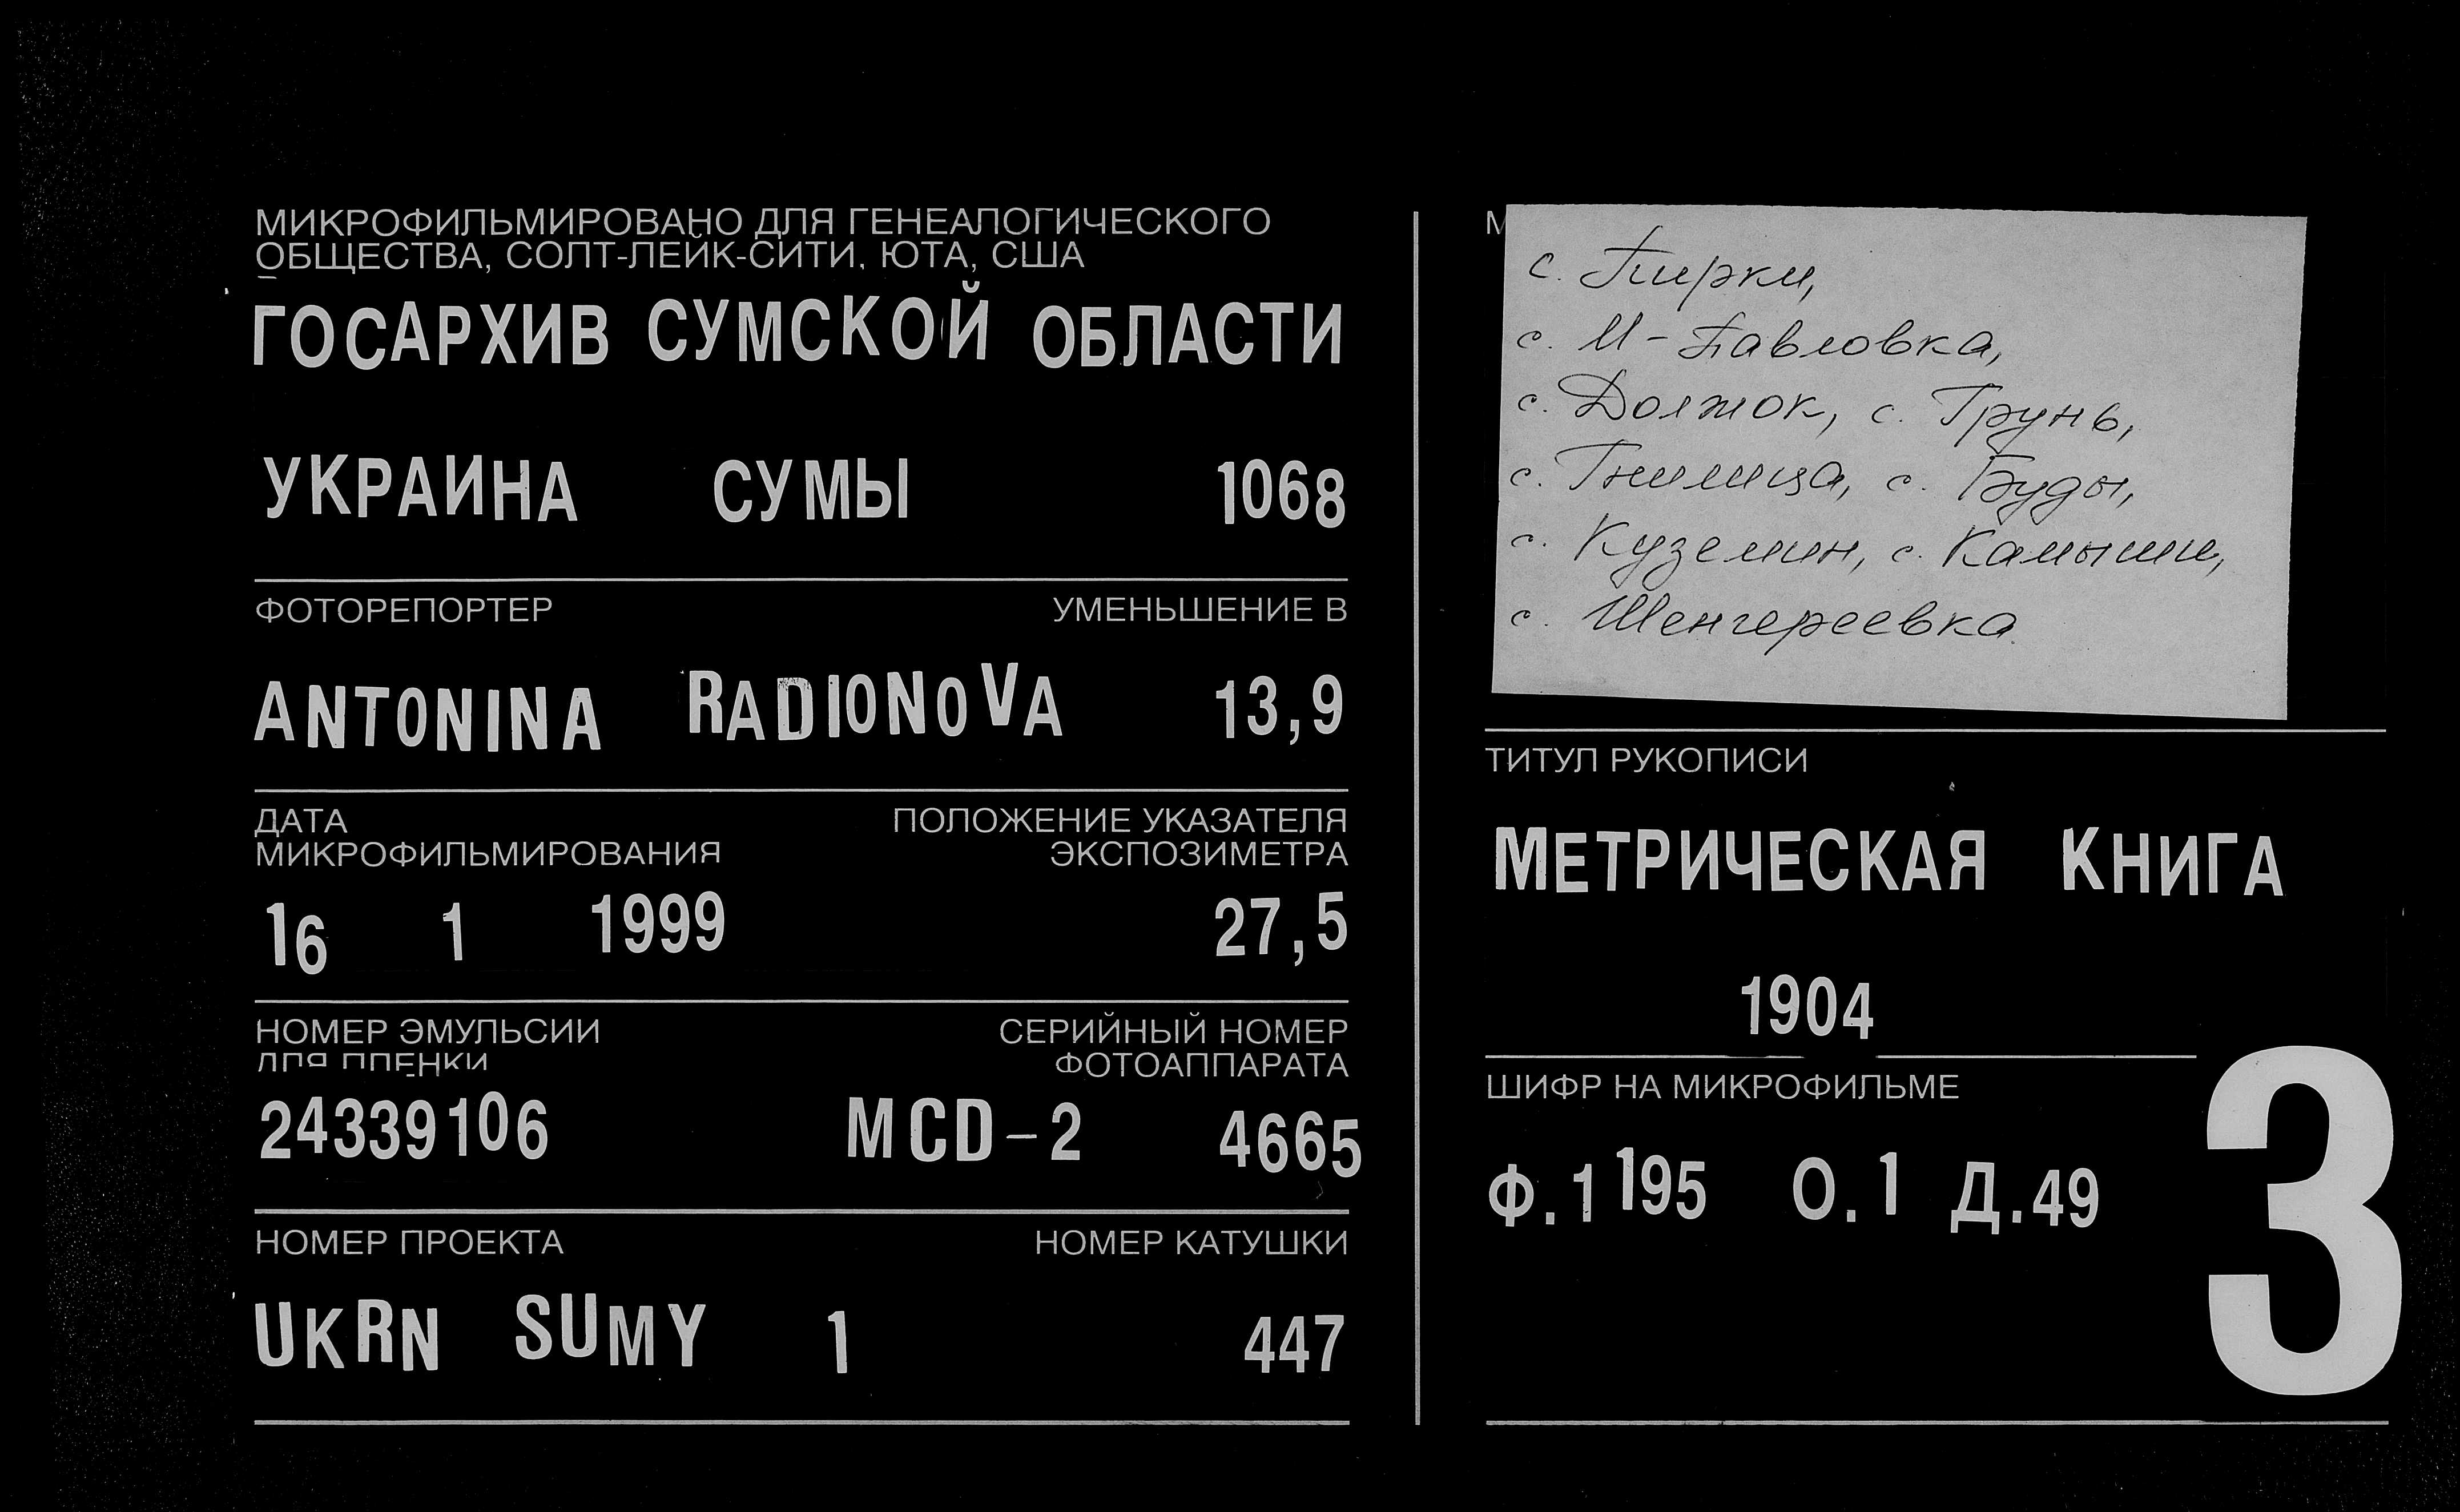 МИКРОФИЛЬМИРОВАНО ДЛЯ ГЕНЕАЛОГИЧЕСКОГО
ОБЩЕСТВА, СОЛТ-ЛЕЙК-СИТИ, ЮТА, США
ГОСАРХИВ СУМСКОЙ ОБЛАСТИ
УКРАИНА СУМЫ 1068
ФОТОРЕПОРТЕР УМЕНЬШЕНИЕ В
ANTONINA RADIONOVA 13,9
ДАТА ПОЛОЖЕНИЕ УКАЗАТЕЛЯ
МИКРОФИЛЬМИРОВАНИЯ ЭКСПОЗИМЕТРА
16 1 1999 27,5
НОМЕР ЭМУЛЬСИИ СЕРИЙНЫЙ НОМЕР
ДЛЯ ПЛЕНКИ ФОТОАППАРАТА
24339106 MCD-2 4665
НОМЕР ПРОЕКТА НОМЕР КАТУШКИ
UKRN SUMY 1 447
с. Пирки,
с. М-Павловка,
с. Должок, с. Грунь,
с. Гнилица, с. Буды,
с. Куземин, с. Камыши,
с. Шенгереевка
ТИТУЛ РУКОПИСИ
МЕТРИЧЕСКАЯ КНИГА
1904
ШИФР НА МИКРОФИЛЬМЕ
Ф.1195 О.1 Д.49
3